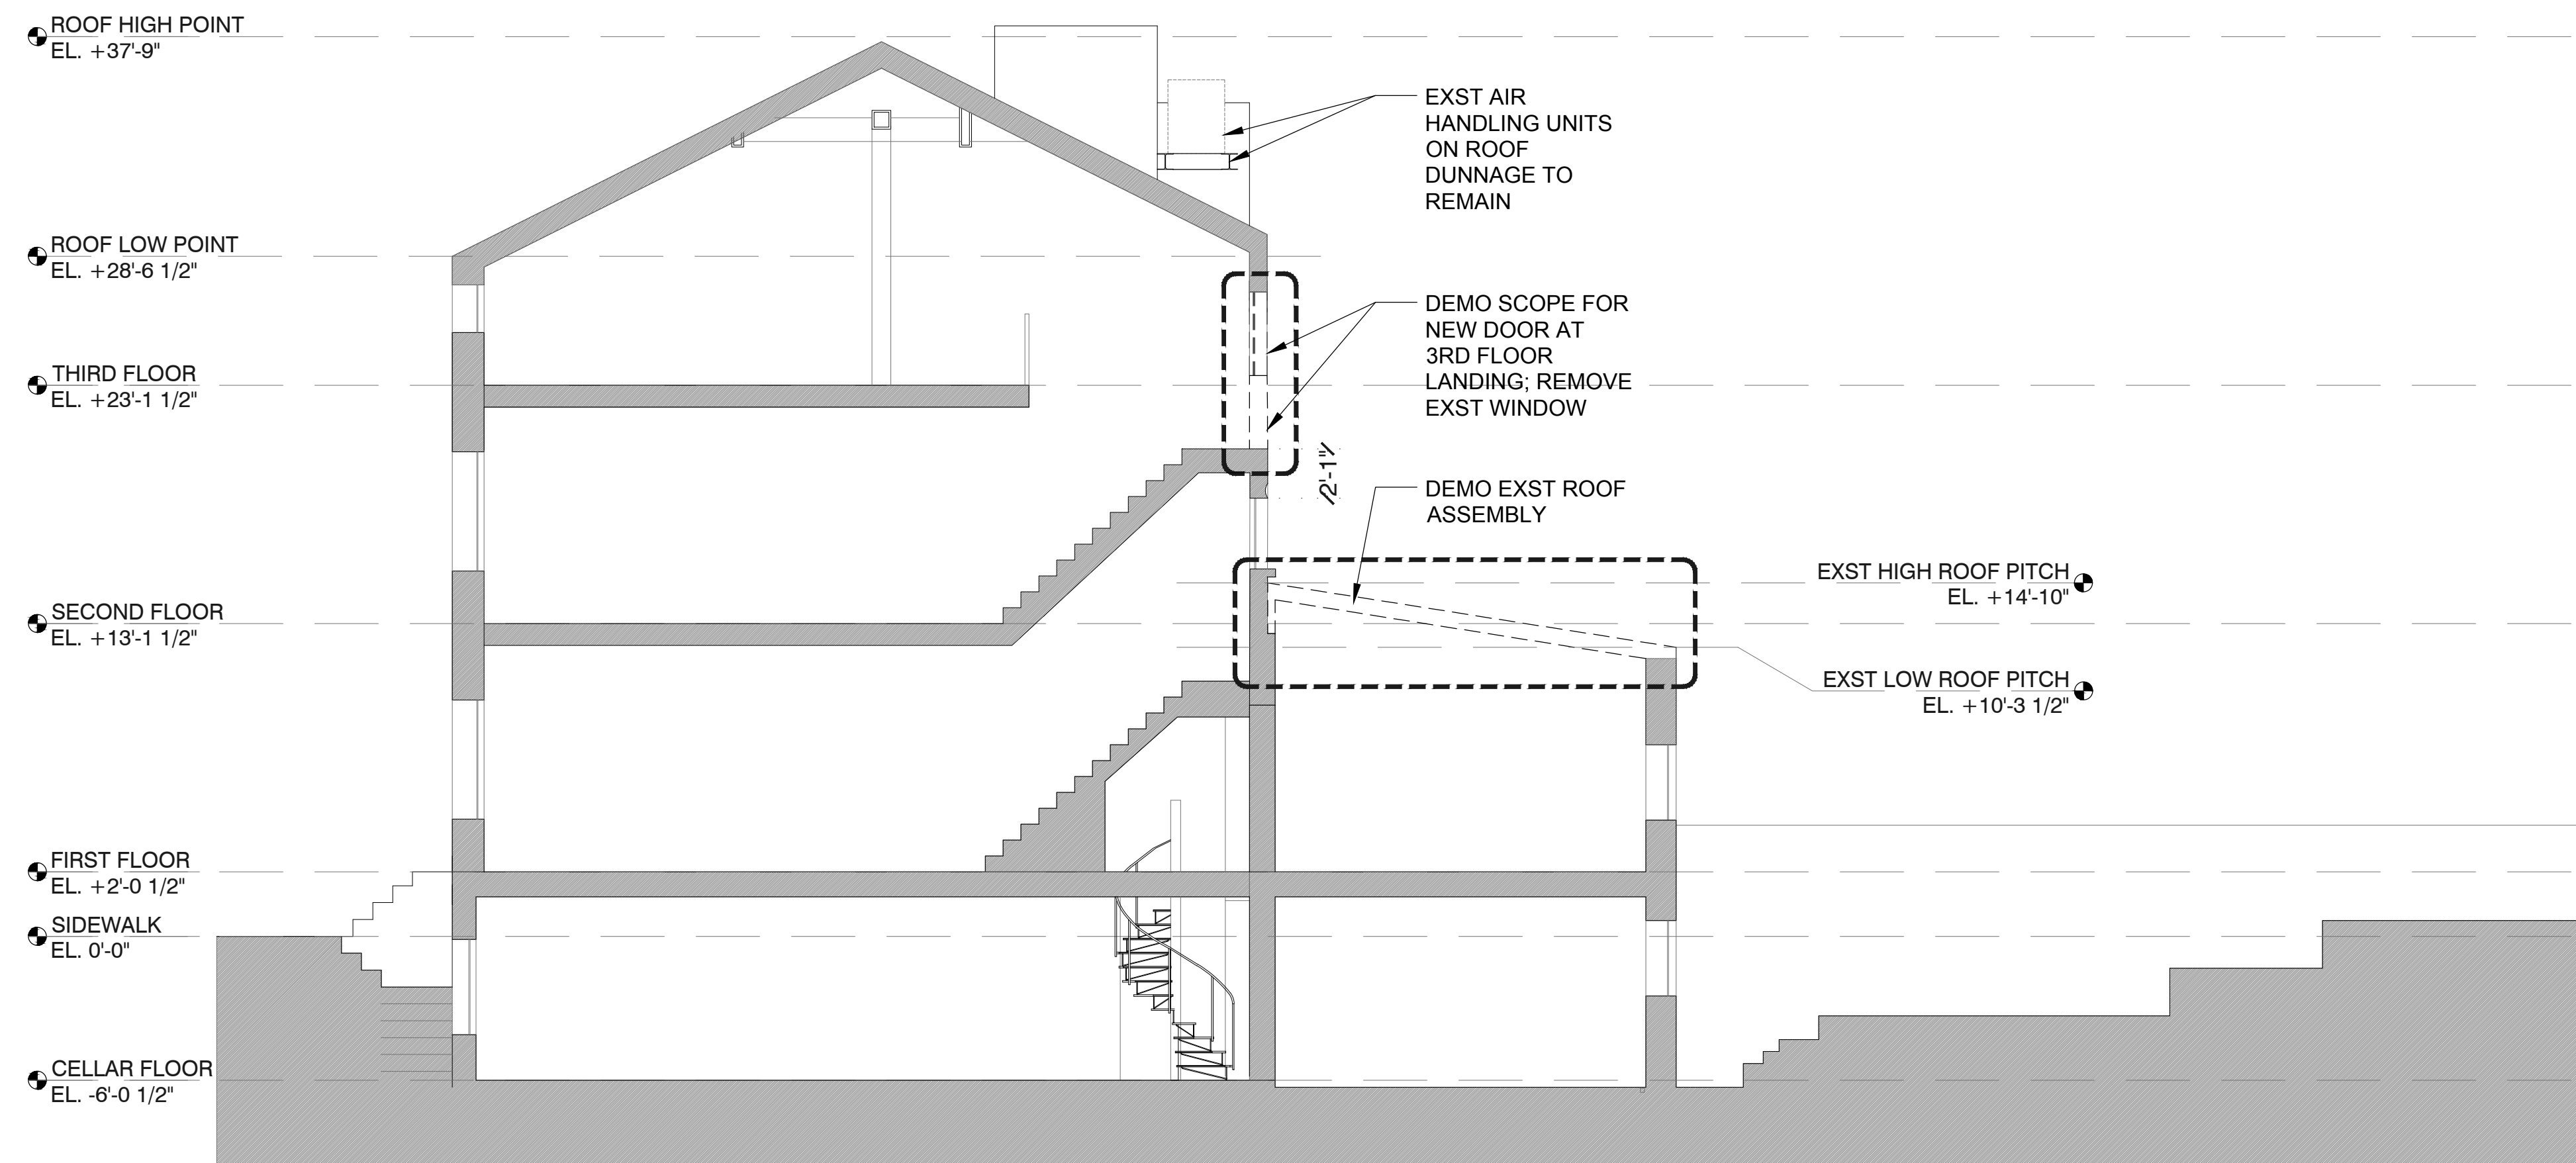 ROOF HIGH POINT
EL. +37'-9"
EXST AIR
HANDLING UNITS
ON ROOF
DUNNAGE TO
REMAIN
ROOF LOW POINT
EL. +28'-6 1/2"
DEMO SCOPE FOR
NEW DOOR AT
3RD FLOOR
LANDING; REMOVE
EXST WINDOW
THIRD FLOOR
EL. +23'-1 1/2"
2'-1"
DEMO EXST ROOF
ASSEMBLY
EXST HIGH ROOF PITCH
EL. +14'-10"
SECOND FLOOR
EL. +13'-1 1/2"
EXST LOW ROOF PITCH
EL. +10'-3 1/2"
FIRST FLOOR
EL. +2'-0 1/2"
SIDEWALK
EL. 0'-0"
CELLAR FLOOR
EL. -6'-0 1/2"